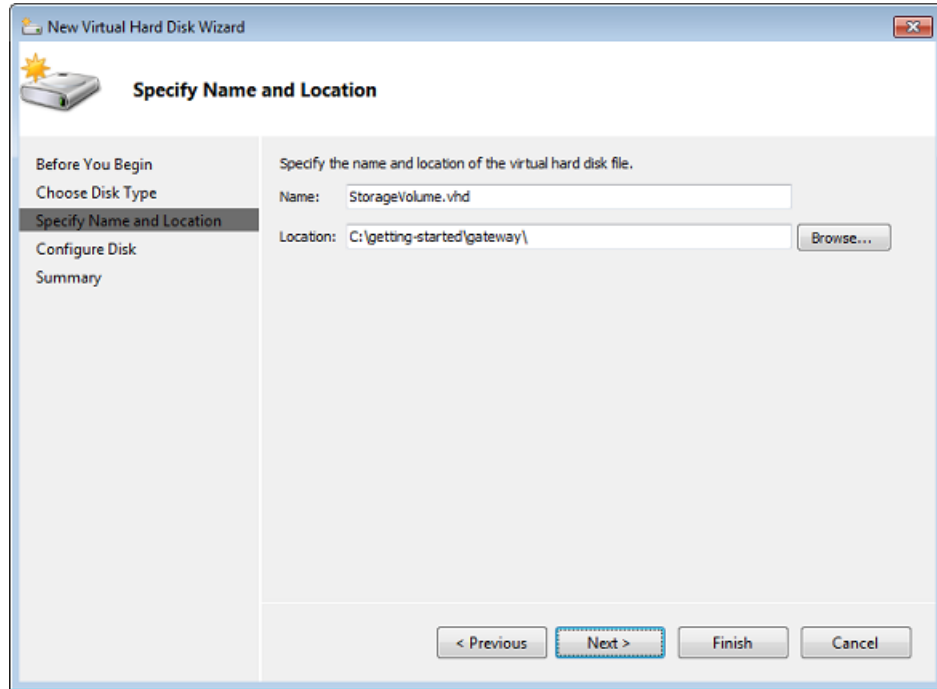 New Virtual Hard Disk Wizard
Specify Name and Location
Before You Begin
Choose Disk Type
Specify Name and Location
Configure Disk
Summary
Specify the name and location of the virtual hard disk file.
Name: StorageVolume.vhd
Location: C:\getting-started\gateway\ Browse...
< Previous Next > Finish Cancel